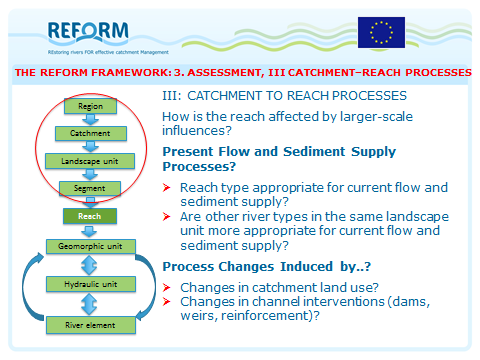 REFORM
REstoring rivers FOR effective catchment Management
THE REFORM FRAMEWORK: 3. ASSESSMENT, III CATCHMENT–REACH PROCESSES
Region
Catchment
Landscape unit
Segment
Reach
Geomorphic unit
Hydraulic unit
River element
III: CATCHMENT TO REACH PROCESSES
How is the reach affected by larger-scale
influences?
Present Flow and Sediment Supply
Processes?
Reach type appropriate for current flow and
sediment supply?
Are other river types in the same landscape
unit more appropriate for current flow and
sediment supply?
Process Changes Induced by..?
Changes in catchment land use?
Changes in channel interventions (dams,
weirs, reinforcement)?